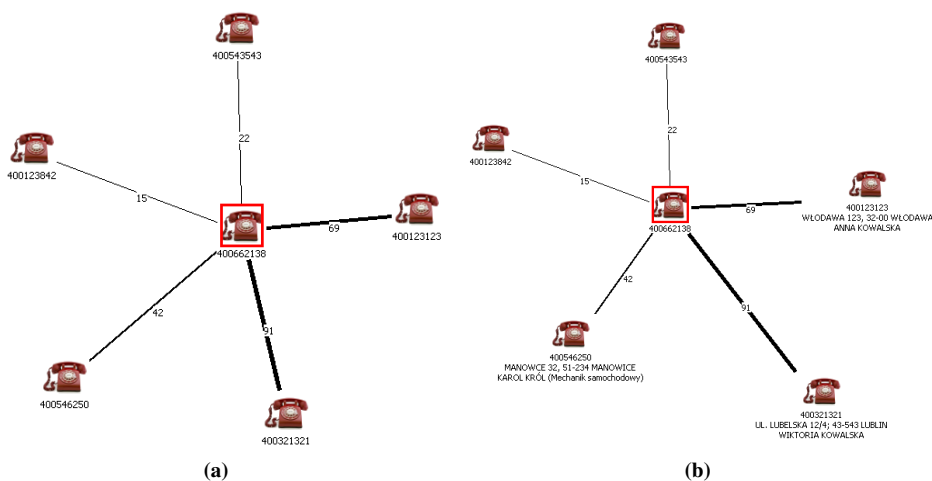 400543543
22
400123842
15
400662138
69
400123123
42
91
400546250
400321321
(a)
400543543
22
400123842
15
400662138
69
400123123
WŁODAWA 123, 32-00 WŁODAWA
ANNA KOWALSKA
42
91
400546250
MANOWCE 32, 51-234 MANOWICE
KAROL KRÓL (Mechanik samochodowy)
400321321
UL. LUBELSKA 12/4; 43-543 LUBLIN
WIKTORIA KOWALSKA
(b)